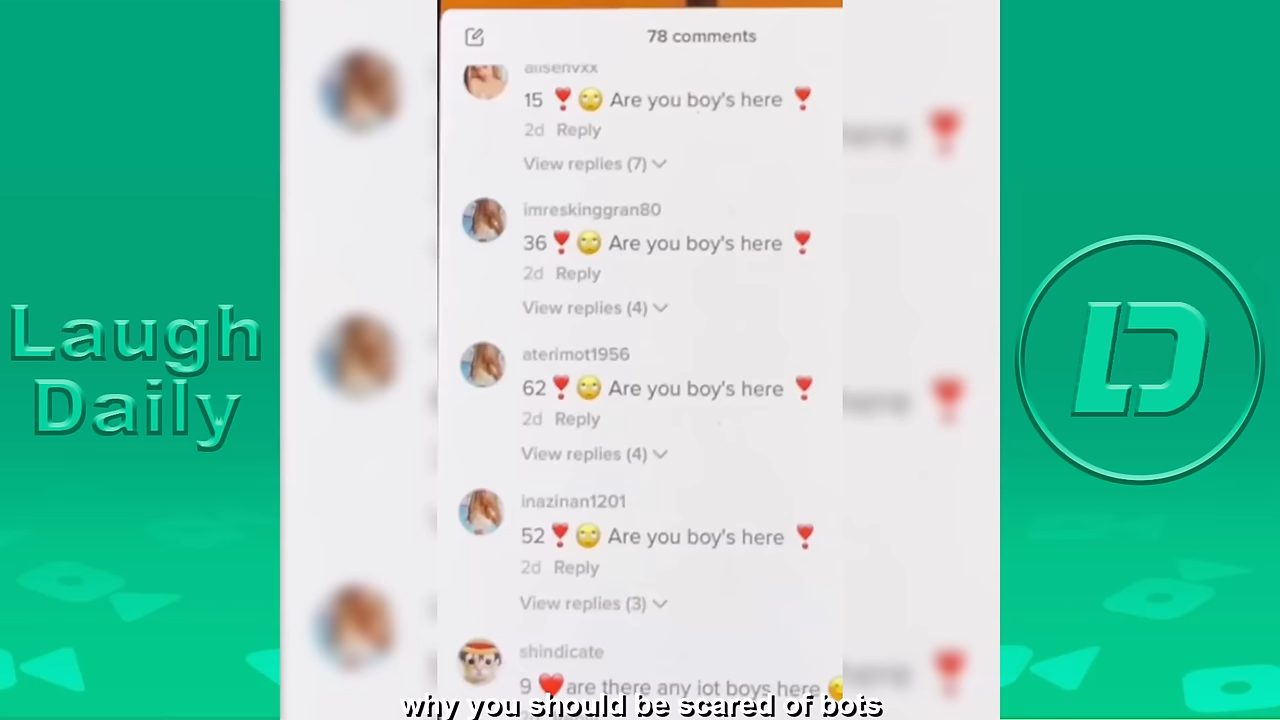 Laugh
Daily
78 comments
alisenvxx
15 ❣️🙄 Are you boy's here ❣️
2d Reply
View replies (7)
imreskinggran80
36❣️🙄 Are you boy's here ❣️
2d Reply
View replies (4)
aterimot1956
62❣️🙄 Are you boy's here ❣️
2d Reply
View replies (4)
inazinan1201
52❣️🙄 Are you boy's here ❣️
2d Reply
View replies (3)
shindicate
9 ❤️are there any iot boys here
why you should be scared of bots
LD